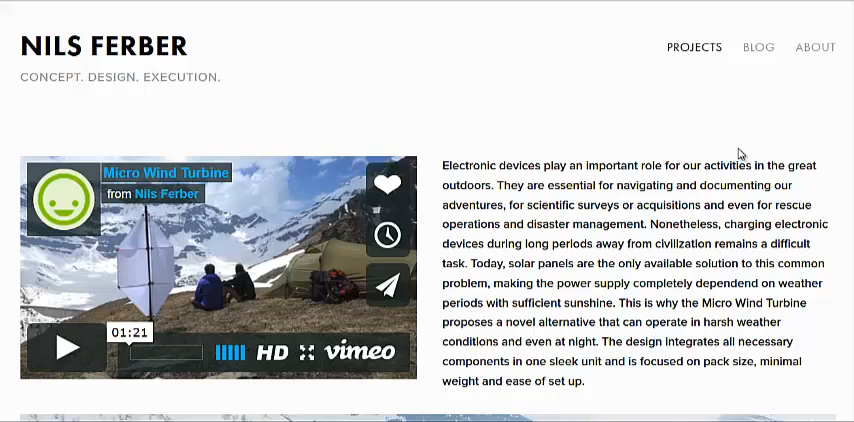 NILS FERBER
PROJECTS BLOG ABOUT
CONCEPT. DESIGN. EXECUTION.
Micro Wind Turbine
from Nils Ferber
01:21
HD vimeo
Electronic devices play an important role for our activities in the great
outdoors. They are essential for navigating and documenting our
adventures, for scientific surveys or acquisitions and even for rescue
operations and disaster management. Nonetheless, charging electronic
devices during long periods away from civilization remains a difficult
task. Today, solar panels are the only available solution to this common
problem, making the power supply completely dependend on weather
periods with sufficient sunshine. This is why the Micro Wind Turbine
proposes a novel alternative that can operate in harsh weather
conditions and even at night. The design integrates all necessary
components in one sleek unit and is focused on pack size, minimal
weight and ease of set up.